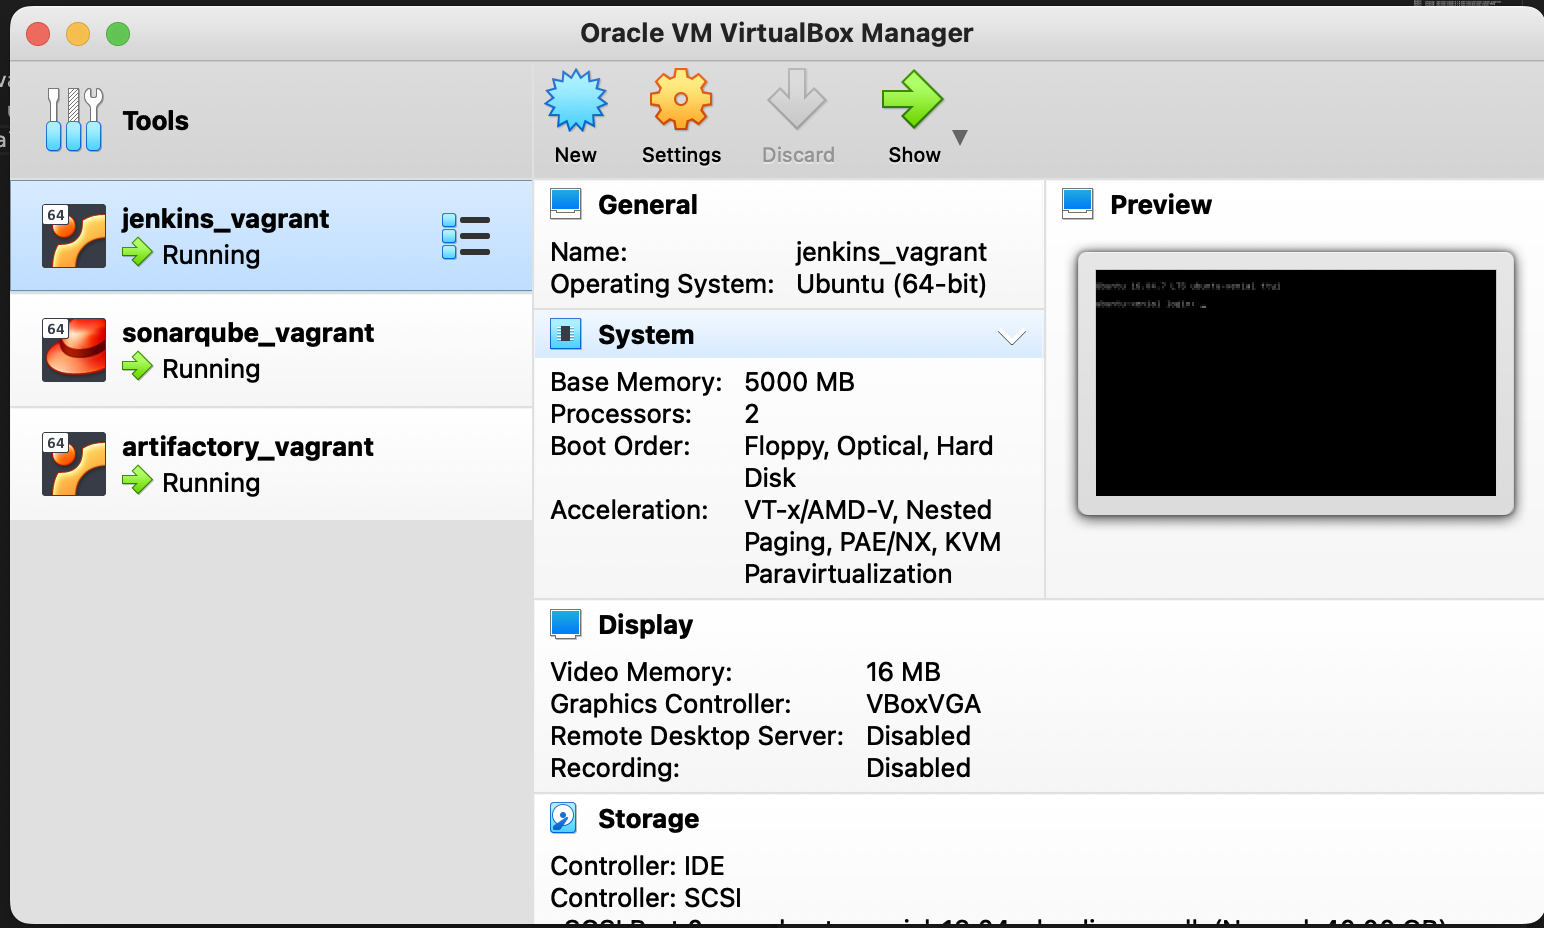 Oracle VM VirtualBox Manager
Tools
New
Settings
Discard
Show
64
jenkins_vagrant
Running
64
sonarqube_vagrant
Running
64
artifactory_vagrant
Running
General
Name: jenkins_vagrant
Operating System: Ubuntu (64-bit)
System
Base Memory: 5000 MB
Processors: 2
Boot Order: Floppy, Optical, Hard
Disk
Acceleration: VT-x/AMD-V, Nested
Paging, PAE/NX, KVM
Paravirtualization
Preview
Display
Video Memory: 16 MB
Graphics Controller: VBoxVGA
Remote Desktop Server: Disabled
Recording: Disabled
Storage
Controller: IDE
Controller: SCSI